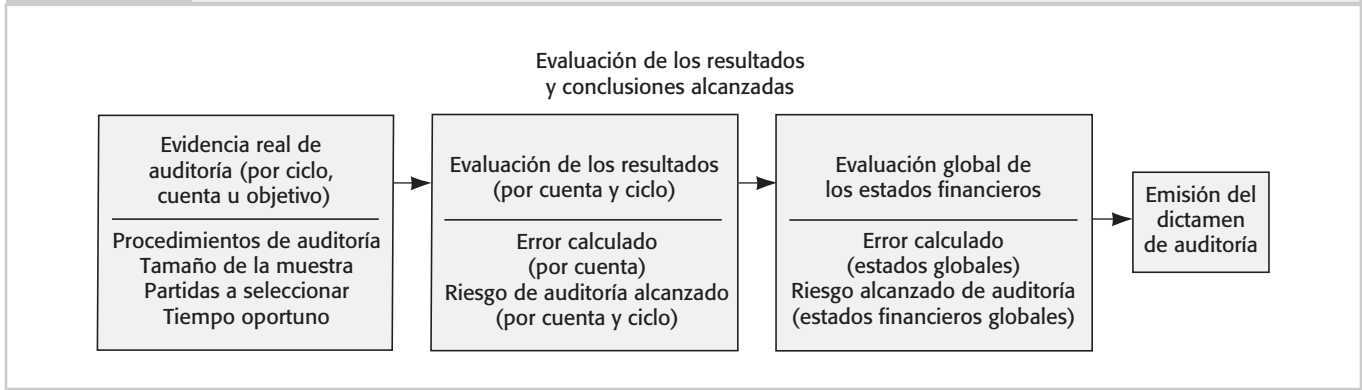 Evaluación de los resultados
y conclusiones alcanzadas
Evidencia real de
auditoría (por ciclo,
cuenta u objetivo)
Procedimientos de auditoría
Tamaño de la muestra
Partidas a seleccionar
Tiempo oportuno
Evaluación de los resultados
(por cuenta y ciclo)
Error calculado
(por cuenta)
Riesgo de auditoría alcanzado
(por cuenta y ciclo)
Evaluación global de
los estados financieros
Error calculado
(estados globales)
Riesgo alcanzado de auditoría
(estados financieros globales)
Emisión del
dictamen
de auditoría